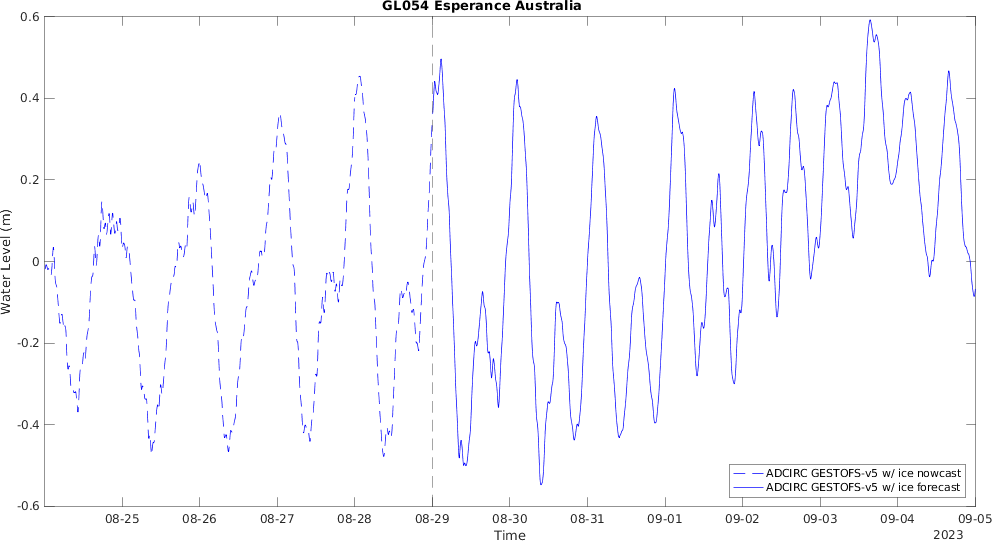 GL054 Esperance Australia
Water Level (m)
0.6
0.4
0.2
0
-0.2
-0.4
-0.6
ADCIRC GESTOFS-v5 w/ ice nowcast
ADCIRC GESTOFS-v5 w/ ice forecast
08-25 08-26 08-27 08-28 08-29 08-30 08-31 09-01 09-02 09-03 09-04 09-05
Time
2023